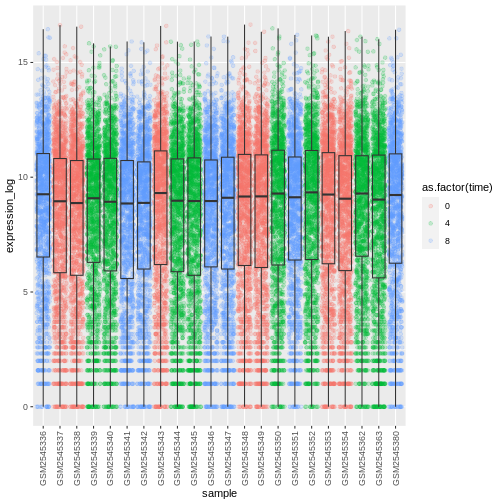 15
10
5
0
expression_log
GSM2545336
GSM2545337
GSM2545338
GSM2545339
GSM2545340
GSM2545341
GSM2545342
GSM2545343
GSM2545344
GSM2545345
GSM2545346
GSM2545347
GSM2545348
GSM2545349
GSM2545350
GSM2545351
GSM2545352
GSM2545353
GSM2545354
GSM2545362
GSM2545363
GSM2545380
sample
as.factor(time)
0
4
8